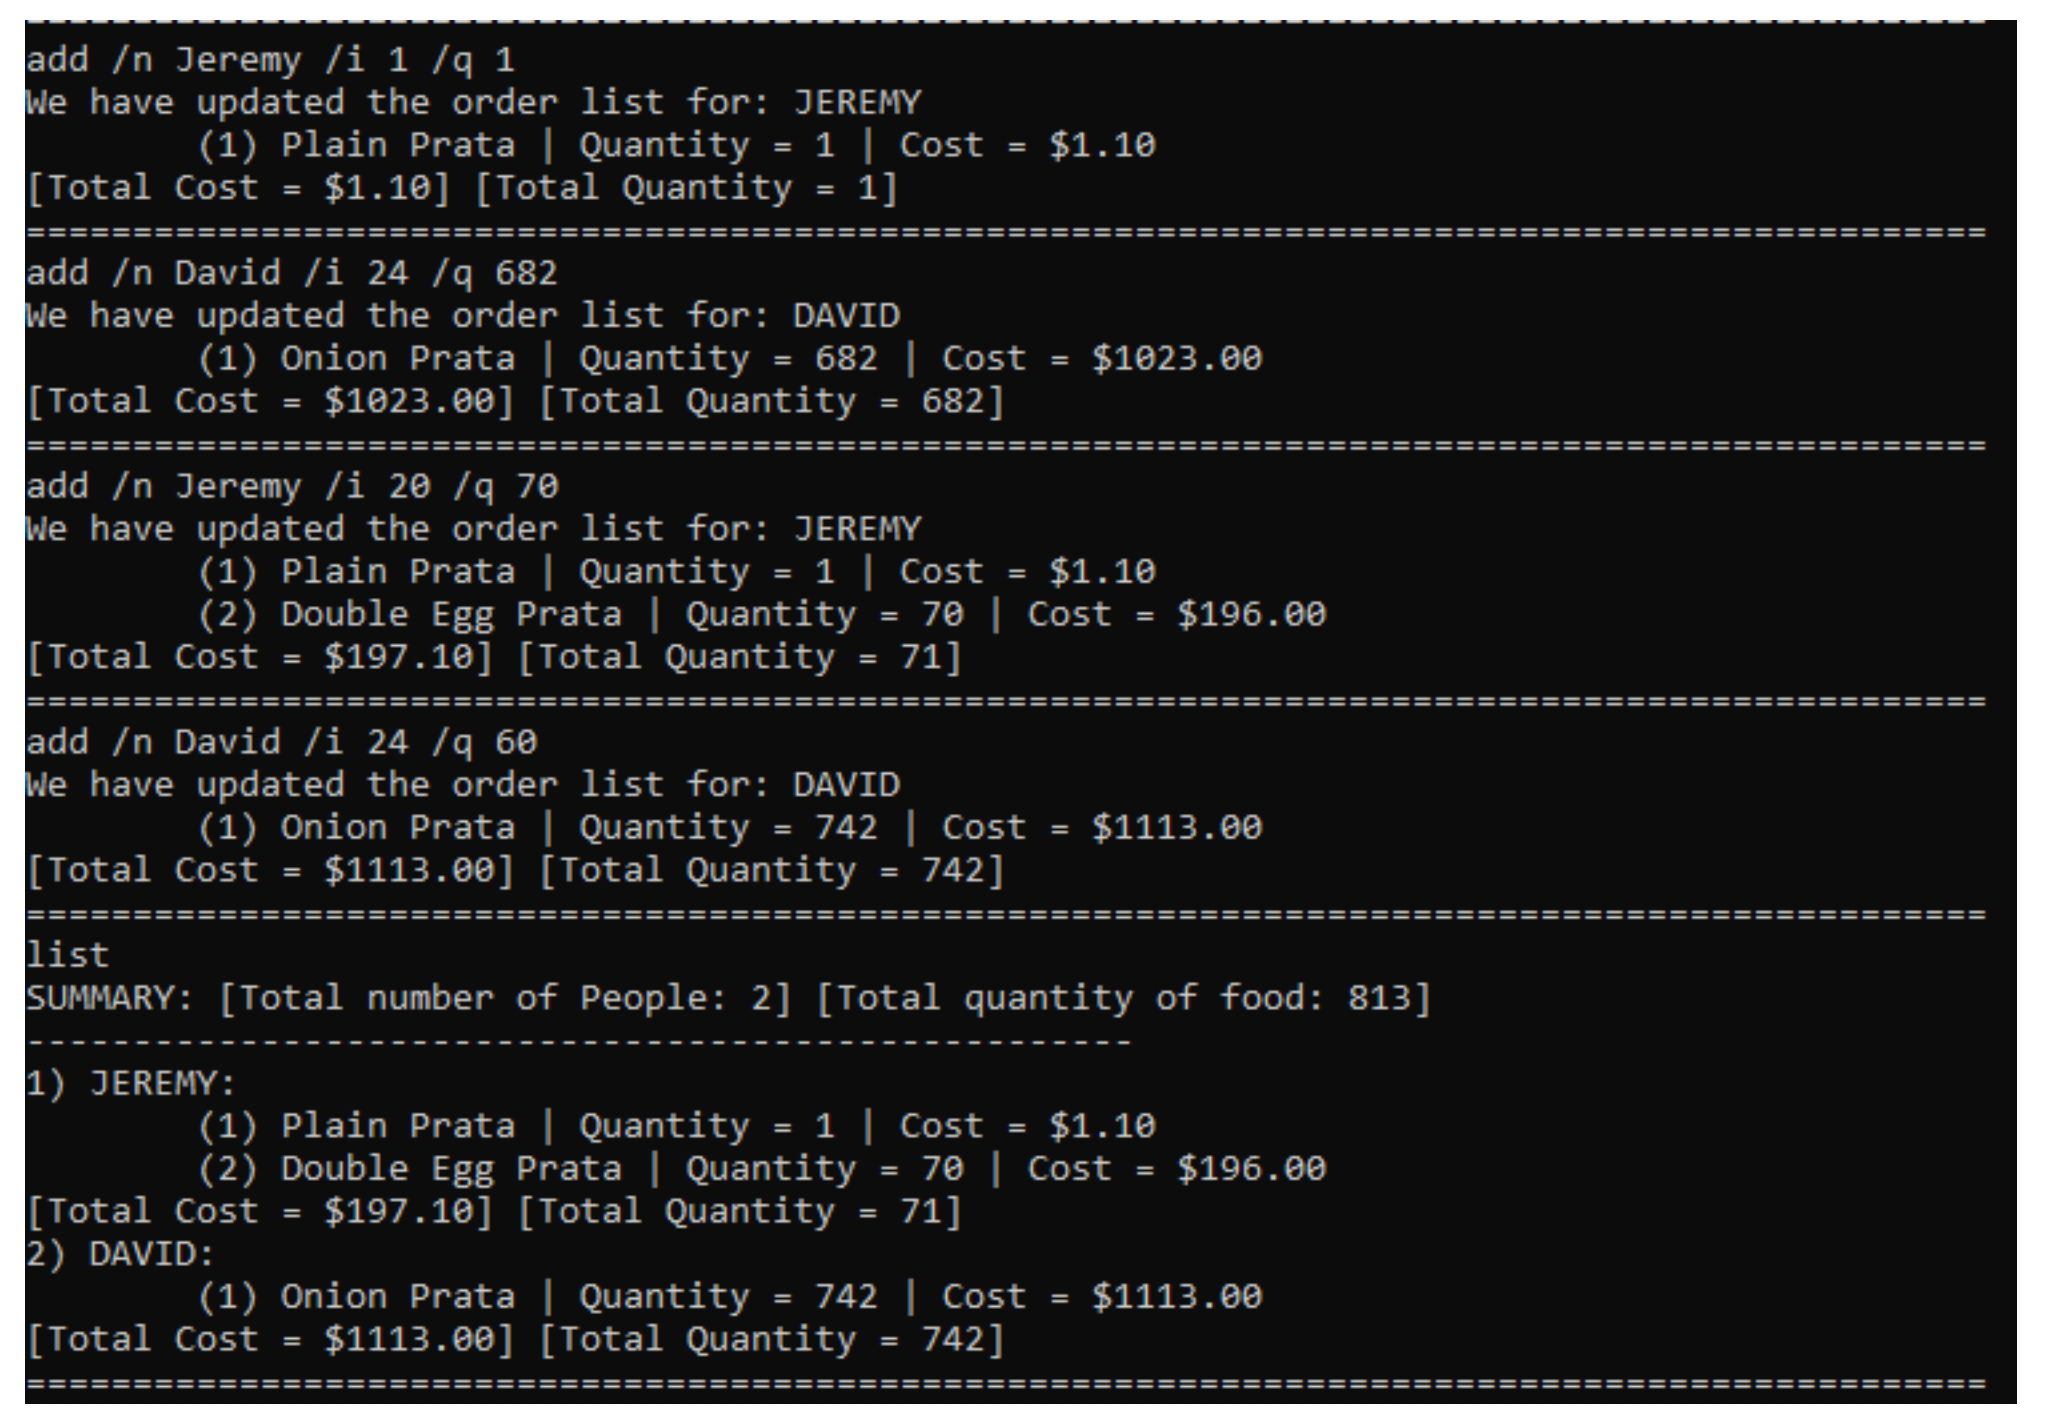 add /n Jeremy /i 1 /q 1
We have updated the order list for: JEREMY
(1) Plain Prata | Quantity = 1 | Cost = $1.10
[Total Cost = $1.10] [Total Quantity = 1]
============================================================================================
add /n David /i 24 /q 682
We have updated the order list for: DAVID
(1) Onion Prata | Quantity = 682 | Cost = $1023.00
[Total Cost = $1023.00] [Total Quantity = 682]
============================================================================================
add /n Jeremy /i 20 /q 70
We have updated the order list for: JEREMY
(1) Plain Prata | Quantity = 1 | Cost = $1.10
(2) Double Egg Prata | Quantity = 70 | Cost = $196.00
[Total Cost = $197.10] [Total Quantity = 71]
============================================================================================
add /n David /i 24 /q 60
We have updated the order list for: DAVID
(1) Onion Prata | Quantity = 742 | Cost = $1113.00
[Total Cost = $1113.00] [Total Quantity = 742]
============================================================================================
list
SUMMARY: [Total number of People: 2] [Total quantity of food: 813]
----------------------------------------------------
1) JEREMY:
(1) Plain Prata | Quantity = 1 | Cost = $1.10
(2) Double Egg Prata | Quantity = 70 | Cost = $196.00
[Total Cost = $197.10] [Total Quantity = 71]
2) DAVID:
(1) Onion Prata | Quantity = 742 | Cost = $1113.00
[Total Cost = $1113.00] [Total Quantity = 742]
============================================================================================